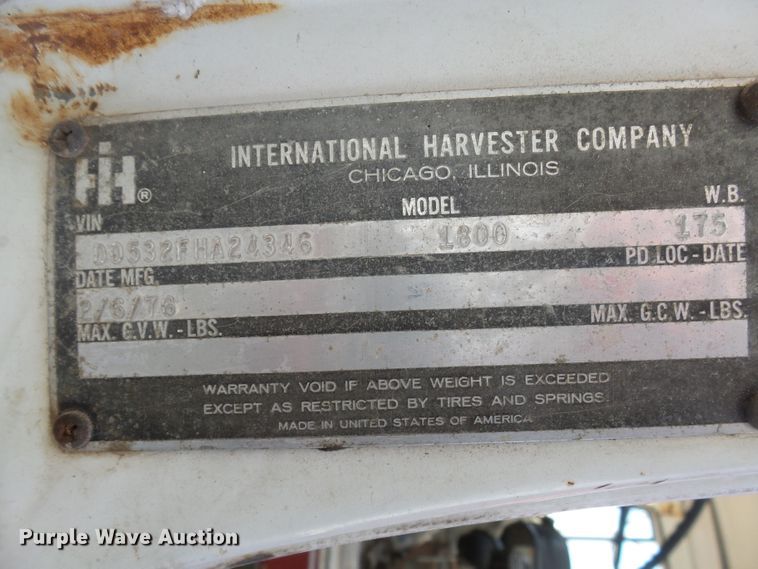 IH®
INTERNATIONAL HARVESTER COMPANY
CHICAGO, ILLINOIS
VIN MODEL W.B.
D0532FHA24346 1800 175
DATE MFG. PD LOC-DATE
2/6/76
MAX. G.V.W.-LBS. MAX. G.C.W.-LBS.
WARRANTY VOID IF ABOVE WEIGHT IS EXCEEDED
EXCEPT AS RESTRICTED BY TIRES AND SPRINGS.
MADE IN UNITED STATES OF AMERICA
Purple Wave Auction